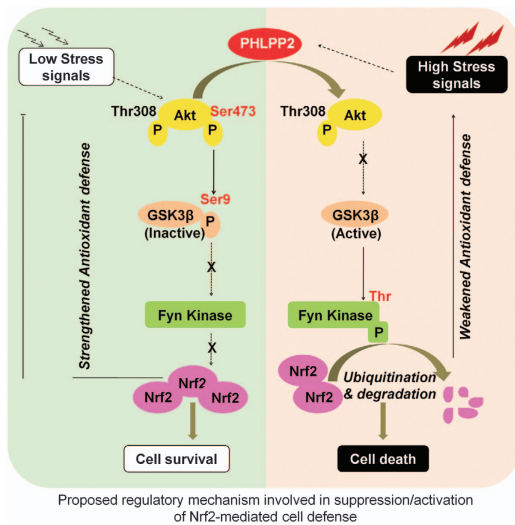 PHLPP2
Low Stress
signals
High Stress
signals
Thr308
Akt
Ser473
P
P
Thr308
Akt
P
X
Ser9
GSK3β
(Inactive)
P
GSK3β
(Active)
X
Thr
Fyn Kinase
Fyn Kinase
P
X
Nrf2
Nrf2
Nrf2
Nrf2
Nrf2
Ubiquitination
& degradation
Cell survival
Cell death
Strengthened Antioxidant defense
Weakened Antioxidant defense
Proposed regulatory mechanism involved in suppression/activation
of Nrf2-mediated cell defense